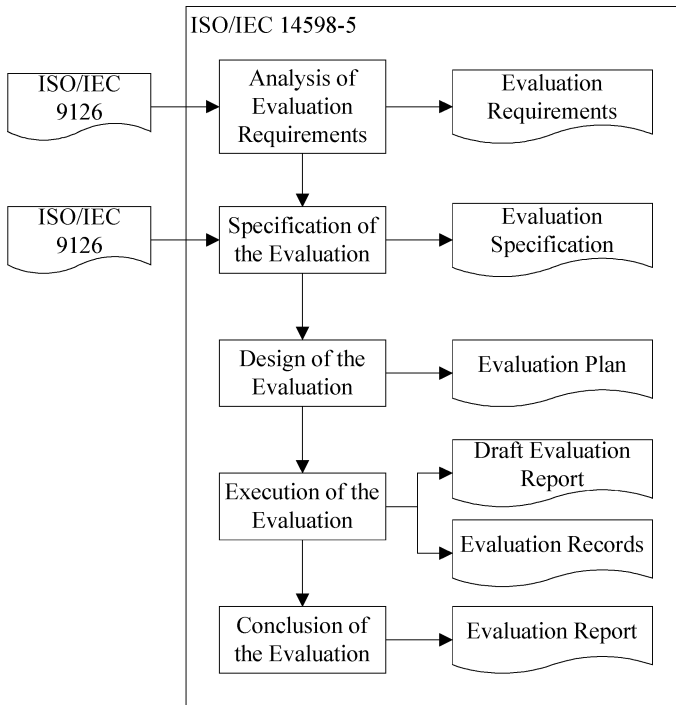 ISO/IEC 14598-5
ISO/IEC
9126
Analysis of
Evaluation
Requirements
Evaluation
Requirements
ISO/IEC
9126
Specification of
the Evaluation
Evaluation
Specification
Design of the
Evaluation
Evaluation Plan
Execution of the
Evaluation
Draft Evaluation
Report
Evaluation Records
Conclusion of
the Evaluation
Evaluation Report